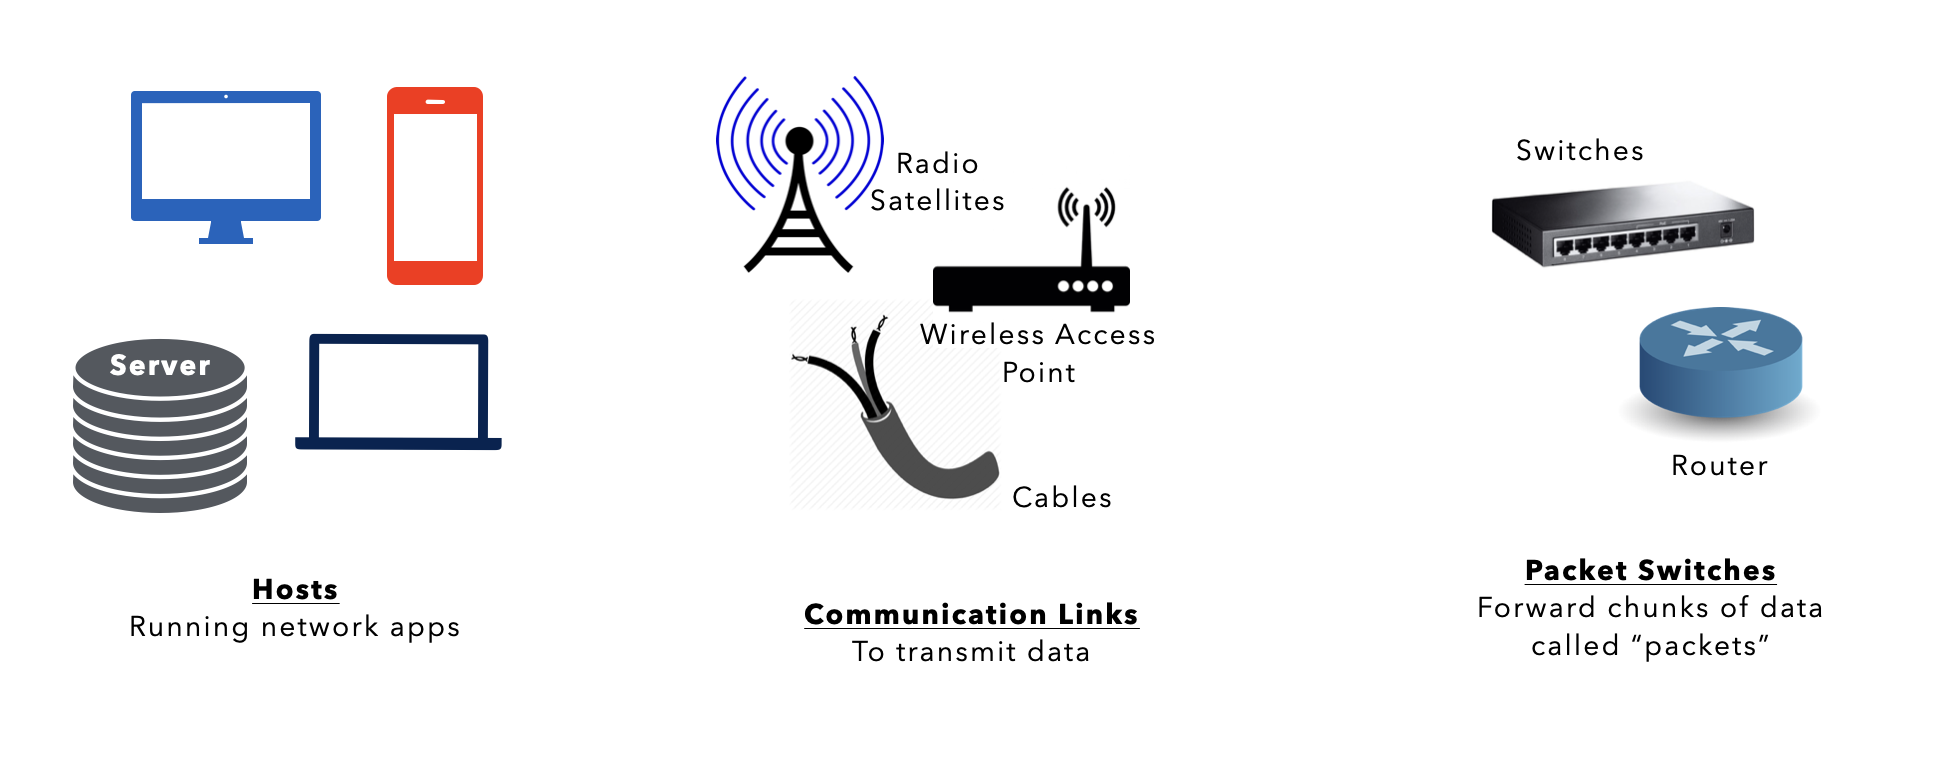 Server
Hosts
Running network apps
Radio
Satellites
Wireless Access
Point
Cables
Communication Links
To transmit data
Switches
Router
Packet Switches
Forward chunks of data
called “packets”